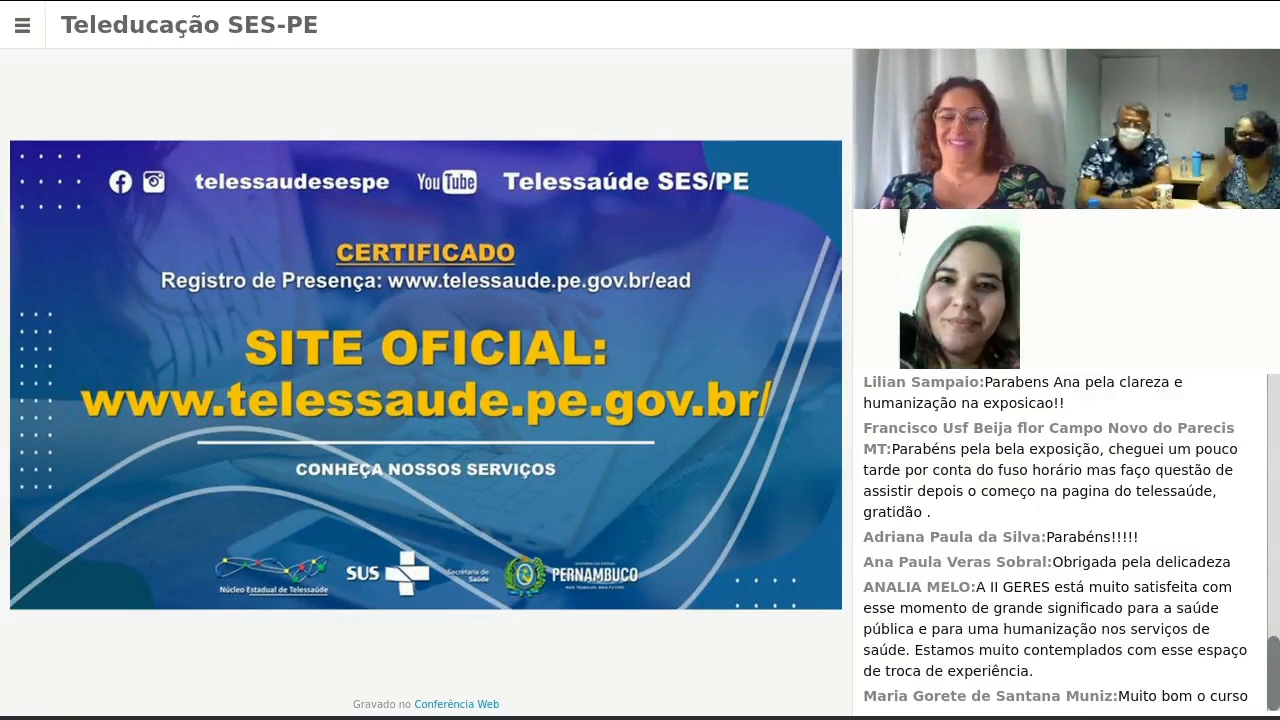 Teleducação SES-PE
telessaudesespe YouTube Telessaúde SES/PE
CERTIFICADO
Registro de Presença: www.telessaude.pe.gov.br/ead
SITE OFICIAL:
www.telessaude.pe.gov.br/
CONHEÇA NOSSOS SERVIÇOS
Núcleo Estadual de Telessaúde
SUS
Secretaria de
Saúde
PERNAMBUCO
Gravado no Conferência Web
Lilian Sampaio:Parabens Ana pela clareza e
humanização na exposicao!!
Francisco Usf Beija flor Campo Novo do Parecis
MT:Parabéns pela bela exposição, cheguei um pouco
tarde por conta do fuso horário mas faço questão de
assistir depois o começo na pagina do telessaúde,
gratidão .
Adriana Paula da Silva:Parabéns!!!!!
Ana Paula Veras Sobral:Obrigada pela delicadeza
ANALIA MELO:A II GERES está muito satisfeita com
esse momento de grande significado para a saúde
pública e para uma humanização nos serviços de
saúde. Estamos muito contemplados com esse espaço
de troca de experiência.
Maria Gorete de Santana Muniz:Muito bom o curso